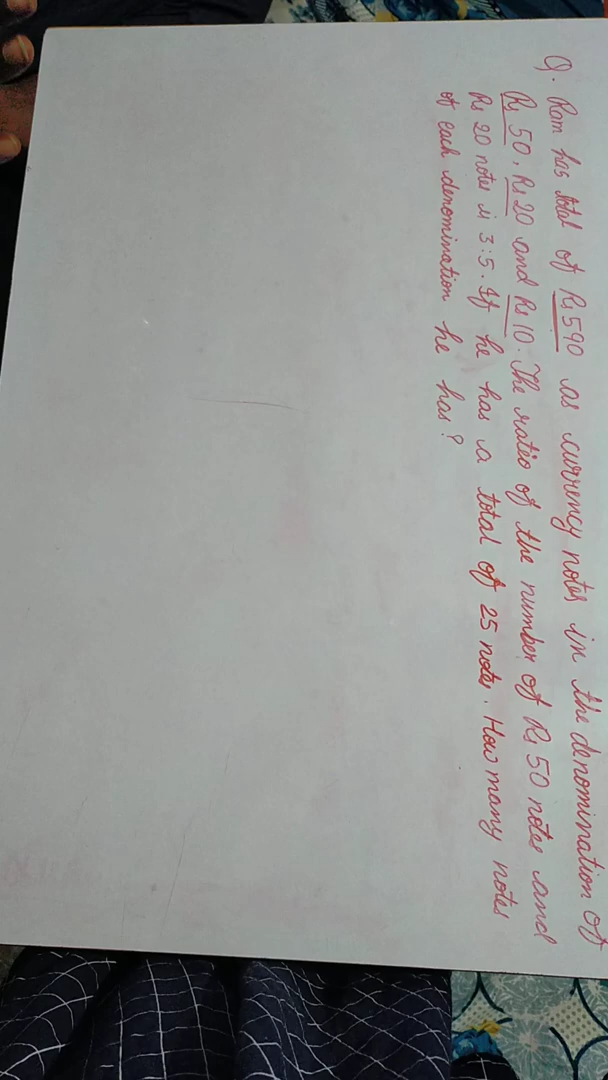 Q. Ram has total of Rs 590 as currency notes in the denomination of
Rs 50, Rs 20 and Rs 10. The ratio of the number of Rs 50 notes and
Rs 20 notes is 3:5. If he has a total of 25 notes. How many notes
of each denomination he has?